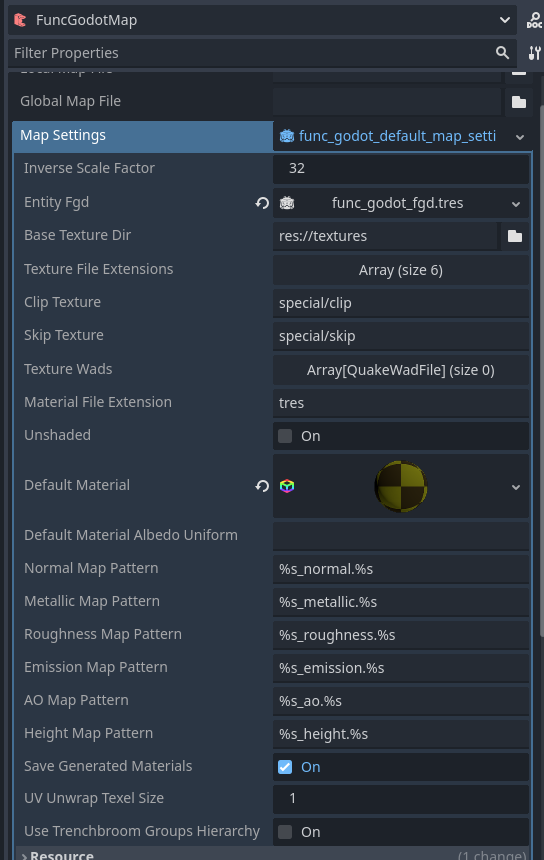 FuncGodotMap
DOC
Filter Properties
Local Map File
Global Map File
Map Settings func_godot_default_map_setti
Inverse Scale Factor 32
Entity Fgd func_godot_fgd.tres
Base Texture Dir res://textures
Texture File Extensions Array (size 6)
Clip Texture special/clip
Skip Texture special/skip
Texture Wads Array[QuakeWadFile] (size 0)
Material File Extension tres
Unshaded On
Default Material
Default Material Albedo Uniform
Normal Map Pattern %s_normal.%s
Metallic Map Pattern %s_metallic.%s
Roughness Map Pattern %s_roughness.%s
Emission Map Pattern %s_emission.%s
AO Map Pattern %s_ao.%s
Height Map Pattern %s_height.%s
Save Generated Materials On
UV Unwrap Texel Size 1
Use Trenchbroom Groups Hierarchy On
Resource (1 change)